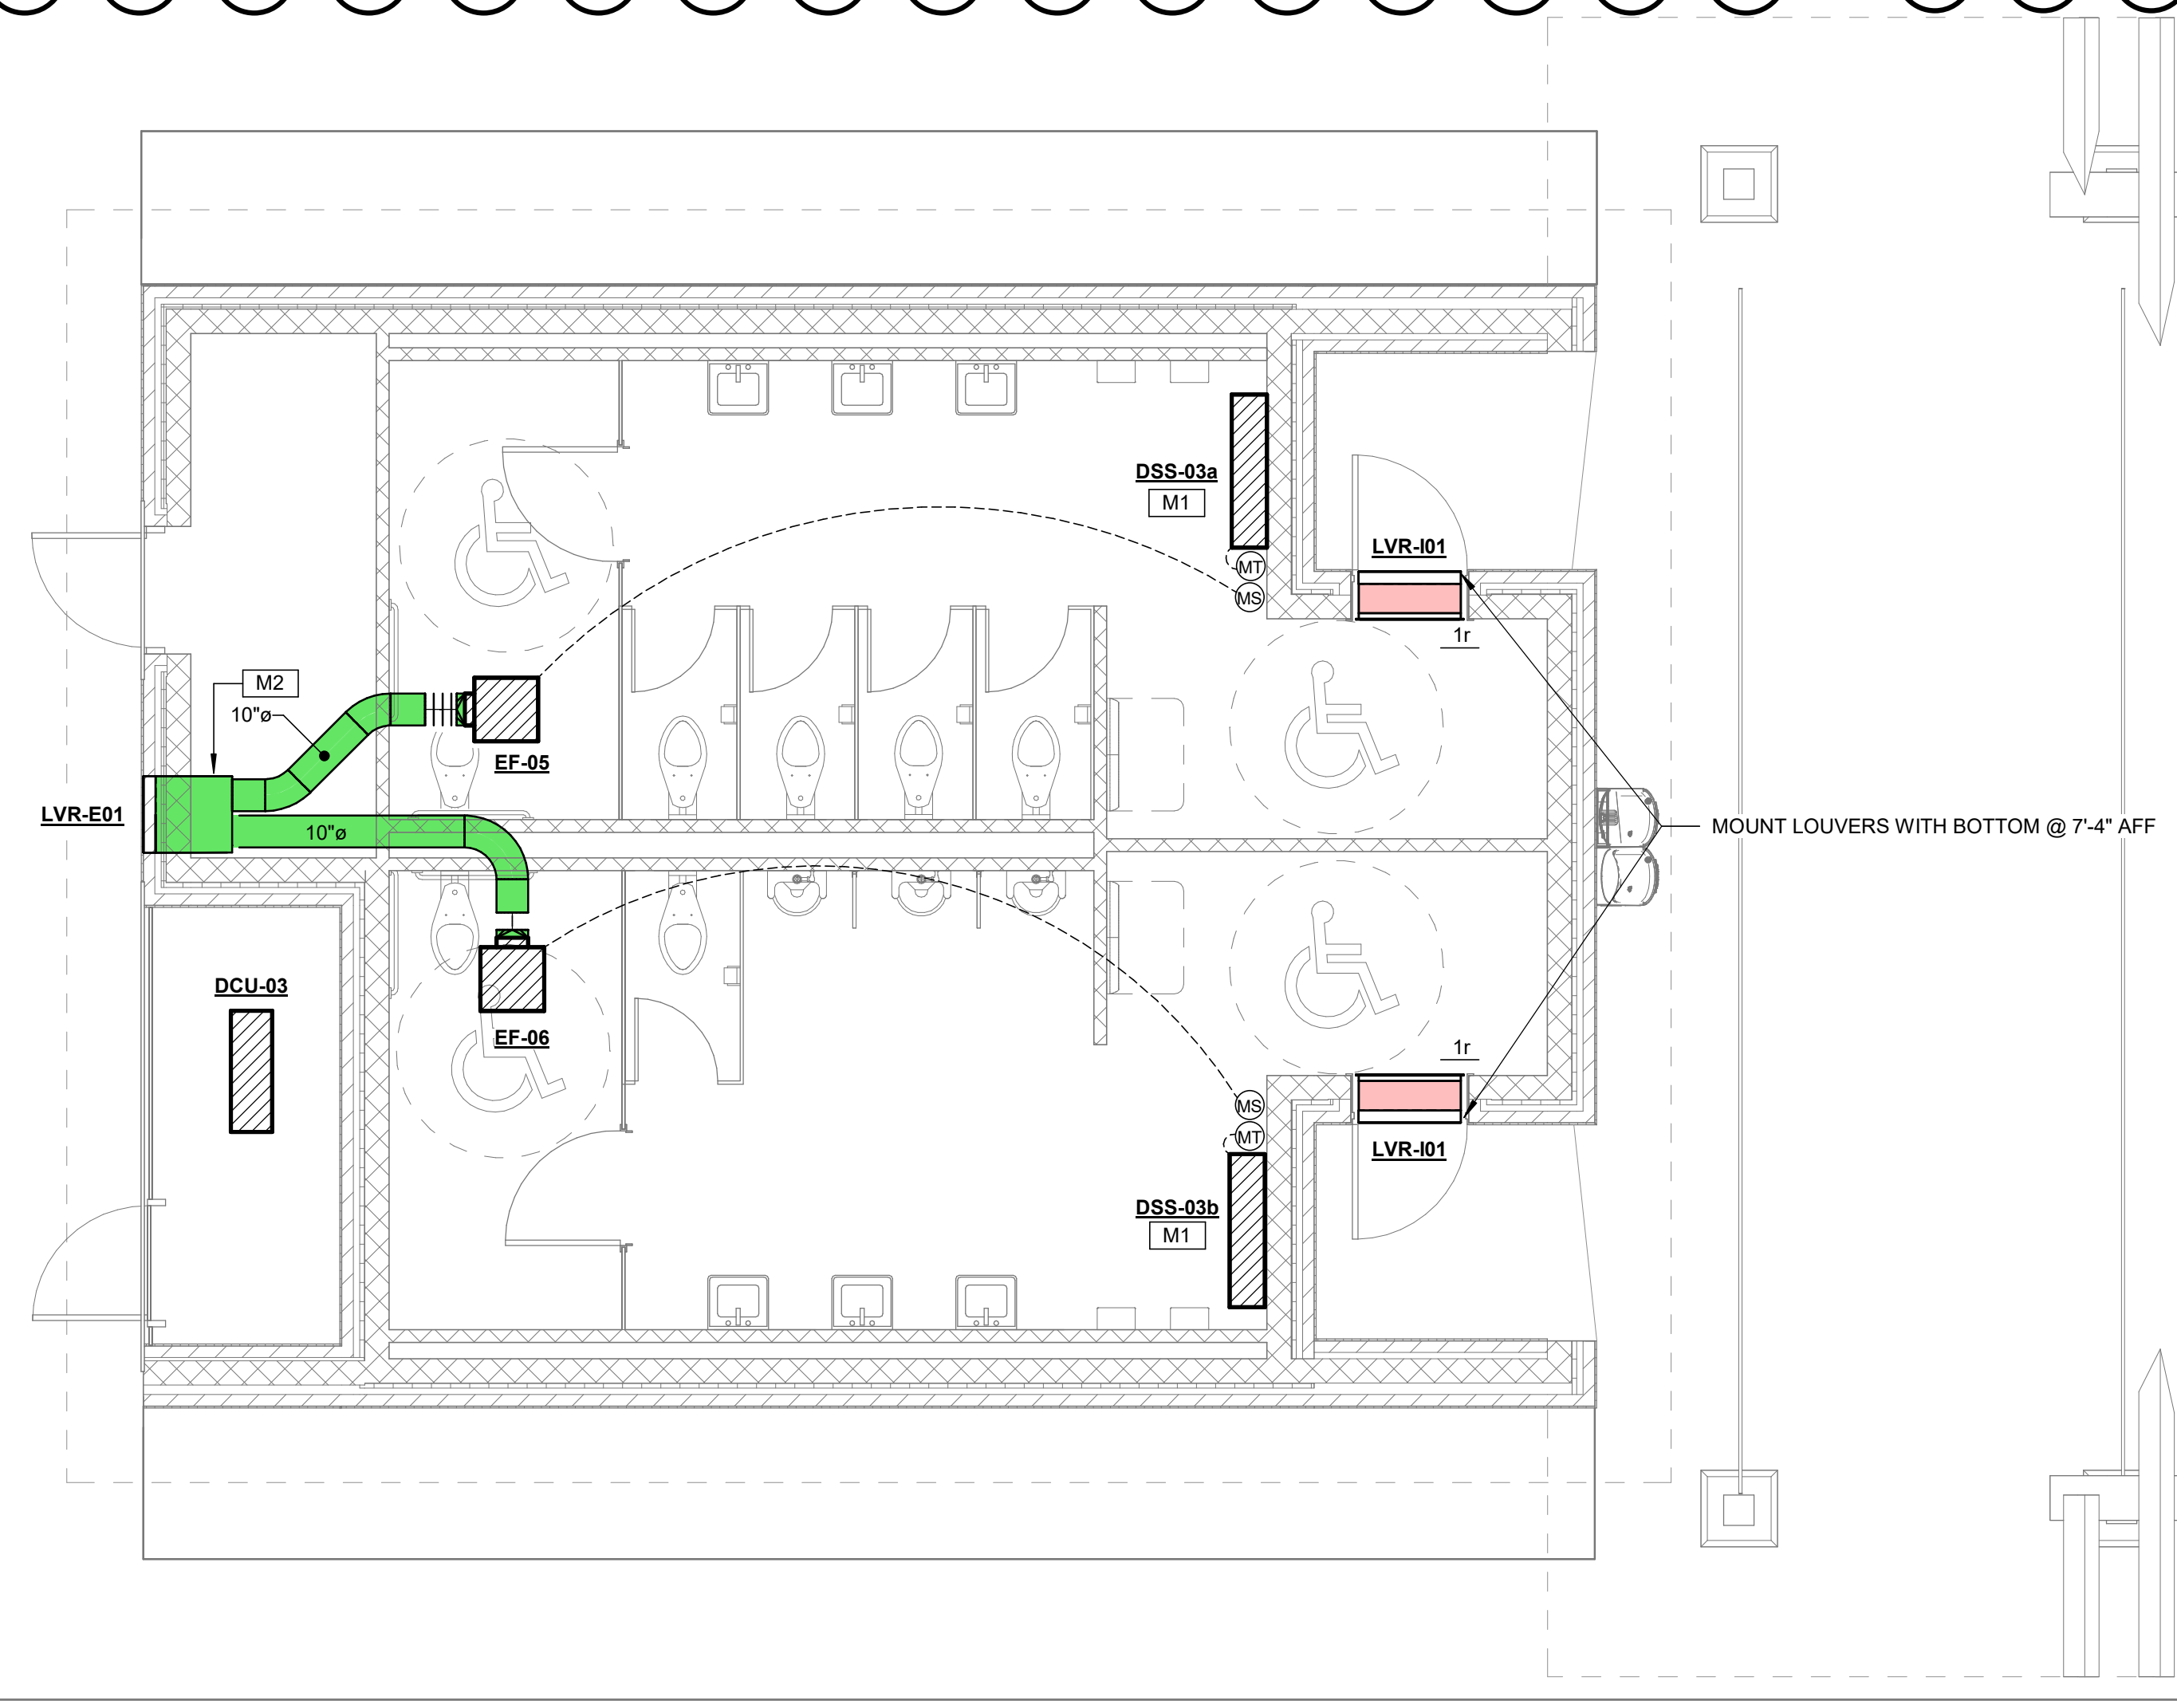 DSS-03a
M1
MT
MS
LVR-I01
1r
M2
10"ø
EF-05
LVR-E01
10"ø
MOUNT LOUVERS WITH BOTTOM @ 7'-4" AFF
DCU-03
EF-06
1r
MS
MT
LVR-I01
DSS-03b
M1